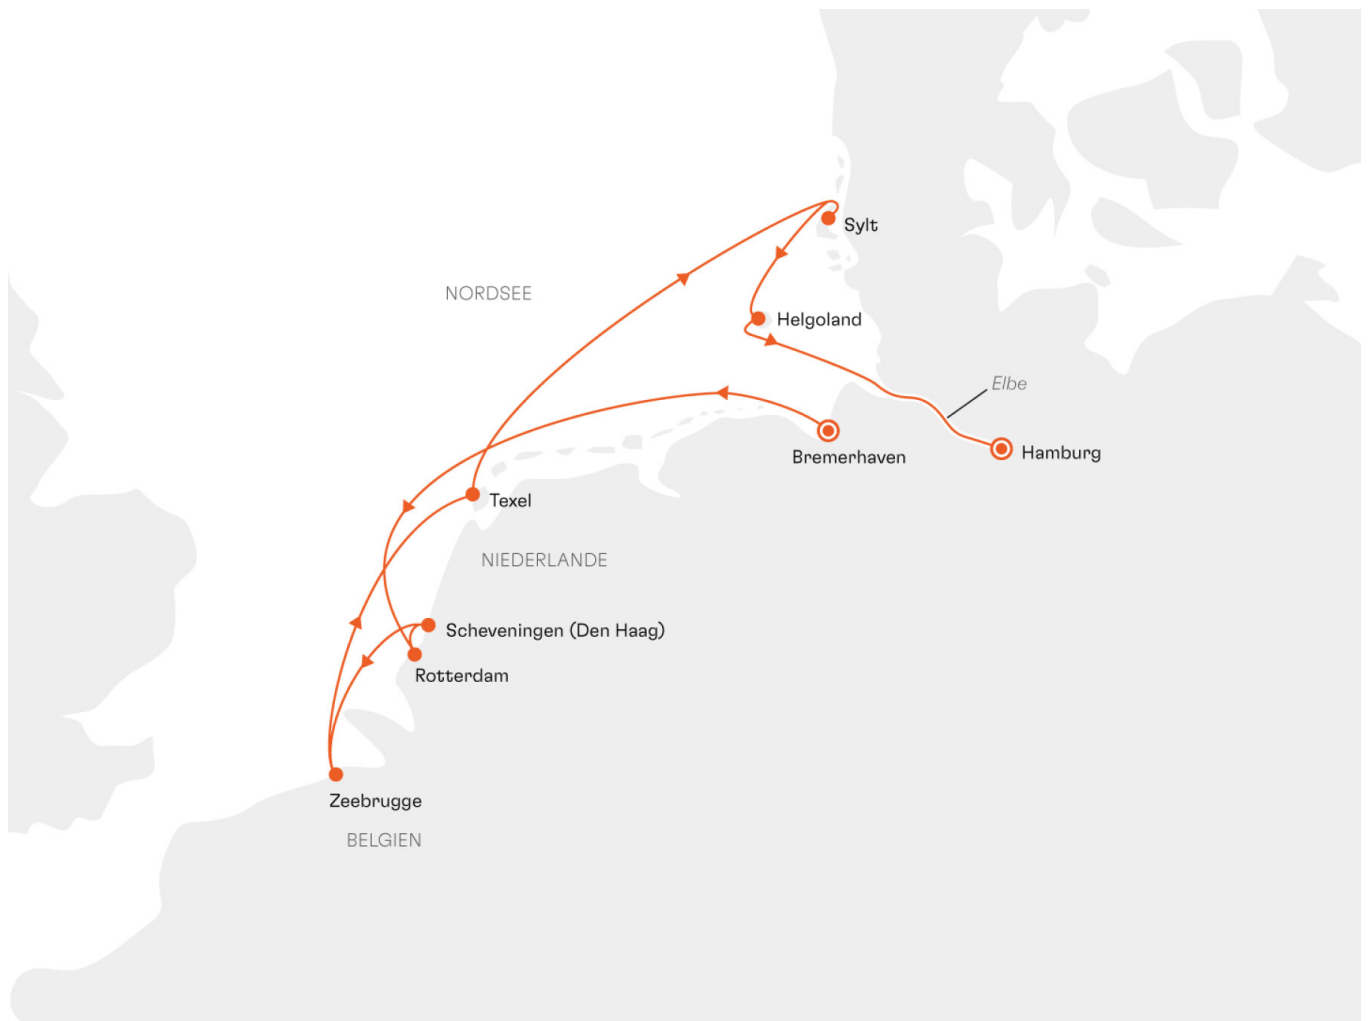 Sylt
NORDSEE
Helgoland
Elbe
Bremerhaven
Hamburg
Texel
NIEDERLANDE
Scheveningen (Den Haag)
Rotterdam
Zeebrugge
BELGIEN